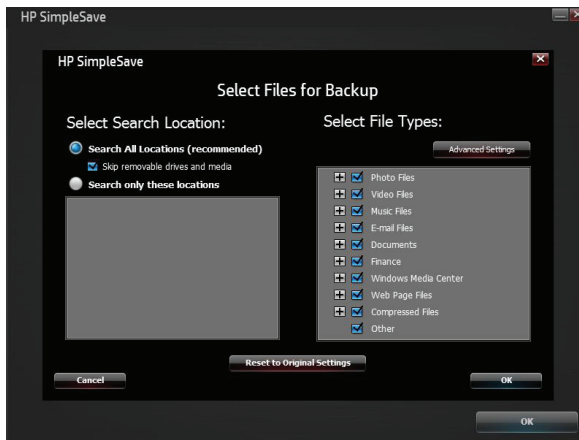 HP SimpleSave
HP SimpleSave
Select Files for Backup
Select Search Location:
Search All Locations (recommended)
Skip removable drives and media
Search only these locations
Select File Types:
Advanced Settings
Photo Files
Video Files
Music Files
E-mail Files
Documents
Finance
Windows Media Center
Web Page Files
Compressed Files
Other
Reset to Original Settings
Cancel
OK
OK